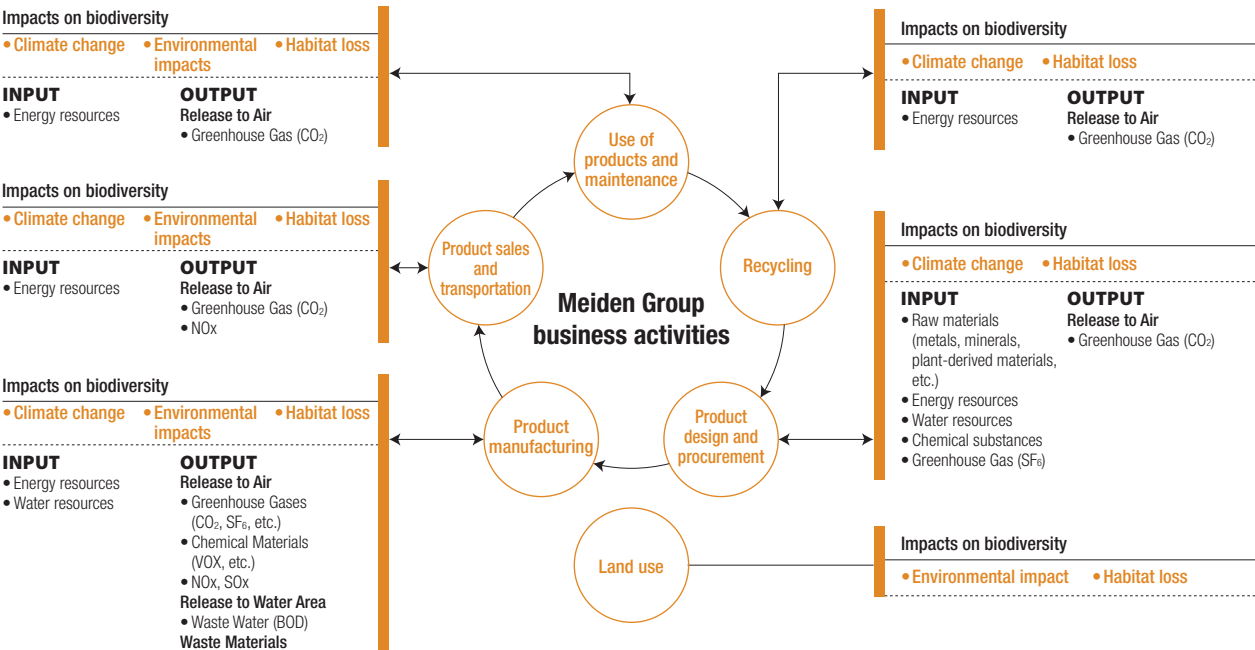 Impacts on biodiversity
• Climate change • Environmental impacts • Habitat loss
INPUT
• Energy resources
OUTPUT
Release to Air
• Greenhouse Gas (CO₂)
Impacts on biodiversity
• Climate change • Environmental impacts • Habitat loss
INPUT
• Energy resources
OUTPUT
Release to Air
• Greenhouse Gas (CO₂)
• NOx
Impacts on biodiversity
• Climate change • Environmental impacts • Habitat loss
INPUT
• Energy resources
• Water resources
OUTPUT
Release to Air
• Greenhouse Gases
(CO₂, SF₆, etc.)
• Chemical Materials
(VOX, etc.)
• NOx, SOx
Release to Water Area
• Waste Water (BOD)
Waste Materials
Use of
products and
maintenance
Product sales
and
transportation
Recycling
Meiden Group
business activities
Product
manufacturing
Product
design and
procurement
Land use
Impacts on biodiversity
• Climate change • Habitat loss
INPUT
• Energy resources
OUTPUT
Release to Air
• Greenhouse Gas (CO₂)
Impacts on biodiversity
• Climate change • Habitat loss
INPUT
• Raw materials
(metals, minerals,
plant-derived materials,
etc.)
• Energy resources
• Water resources
• Chemical substances
• Greenhouse Gas (SF₆)
OUTPUT
Release to Air
• Greenhouse Gas (CO₂)
Impacts on biodiversity
• Environmental impact • Habitat loss